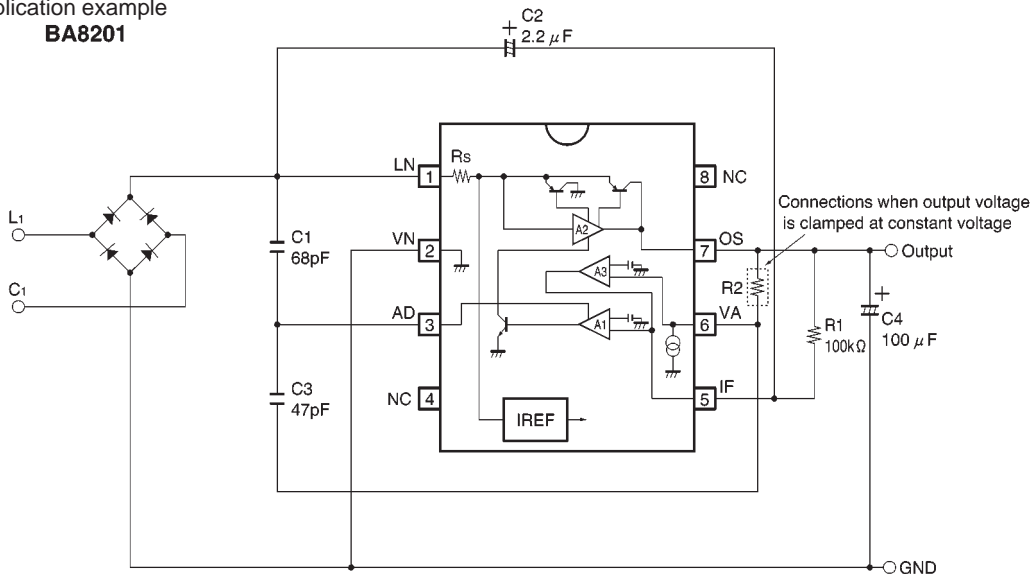 plication example
BA8201
C2
+ 2.2 μF
LN
1
Rs
8
NC
Connections when output voltage
is clamped at constant voltage
L1
C1
C1
68pF
VN
2
A2
7
OS
Output
A3
R2
AD
3
A1
6
VA
R1
100kΩ
+
C4
100 μF
C3
47pF
NC
4
IREF
5
IF
GND